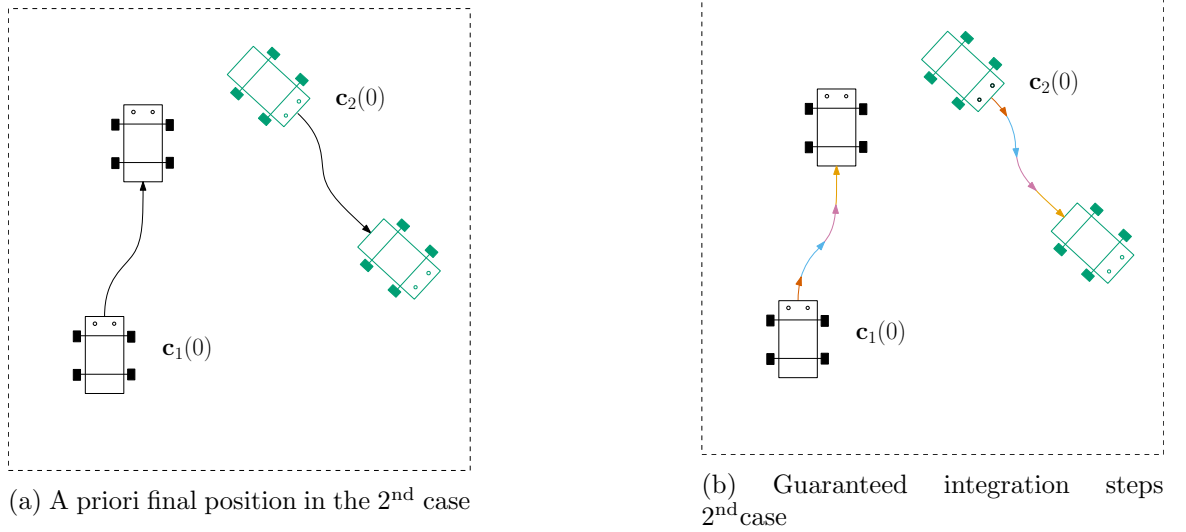 c₂(0)
c₁(0)
(a) A priori final position in the 2ⁿᵈ case
c₂(0)
c₁(0)
(b) Guaranteed integration steps
2ⁿᵈcase